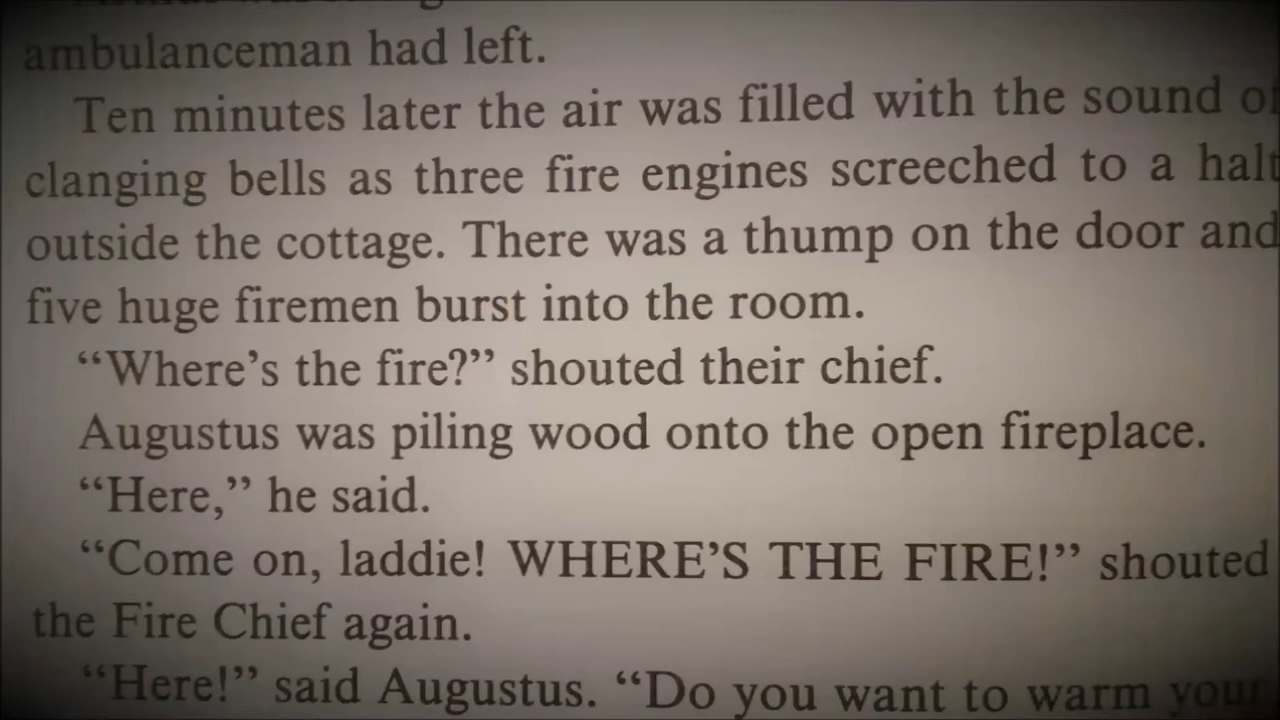 ambulanceman had left.
Ten minutes later the air was filled with the sound of
clanging bells as three fire engines screeched to a halt
outside the cottage. There was a thump on the door and
five huge firemen burst into the room.
“Where’s the fire?” shouted their chief.
Augustus was piling wood onto the open fireplace.
“Here,” he said.
“Come on, laddie! WHERE’S THE FIRE!” shouted
the Fire Chief again.
“Here!” said Augustus. “Do you want to warm your